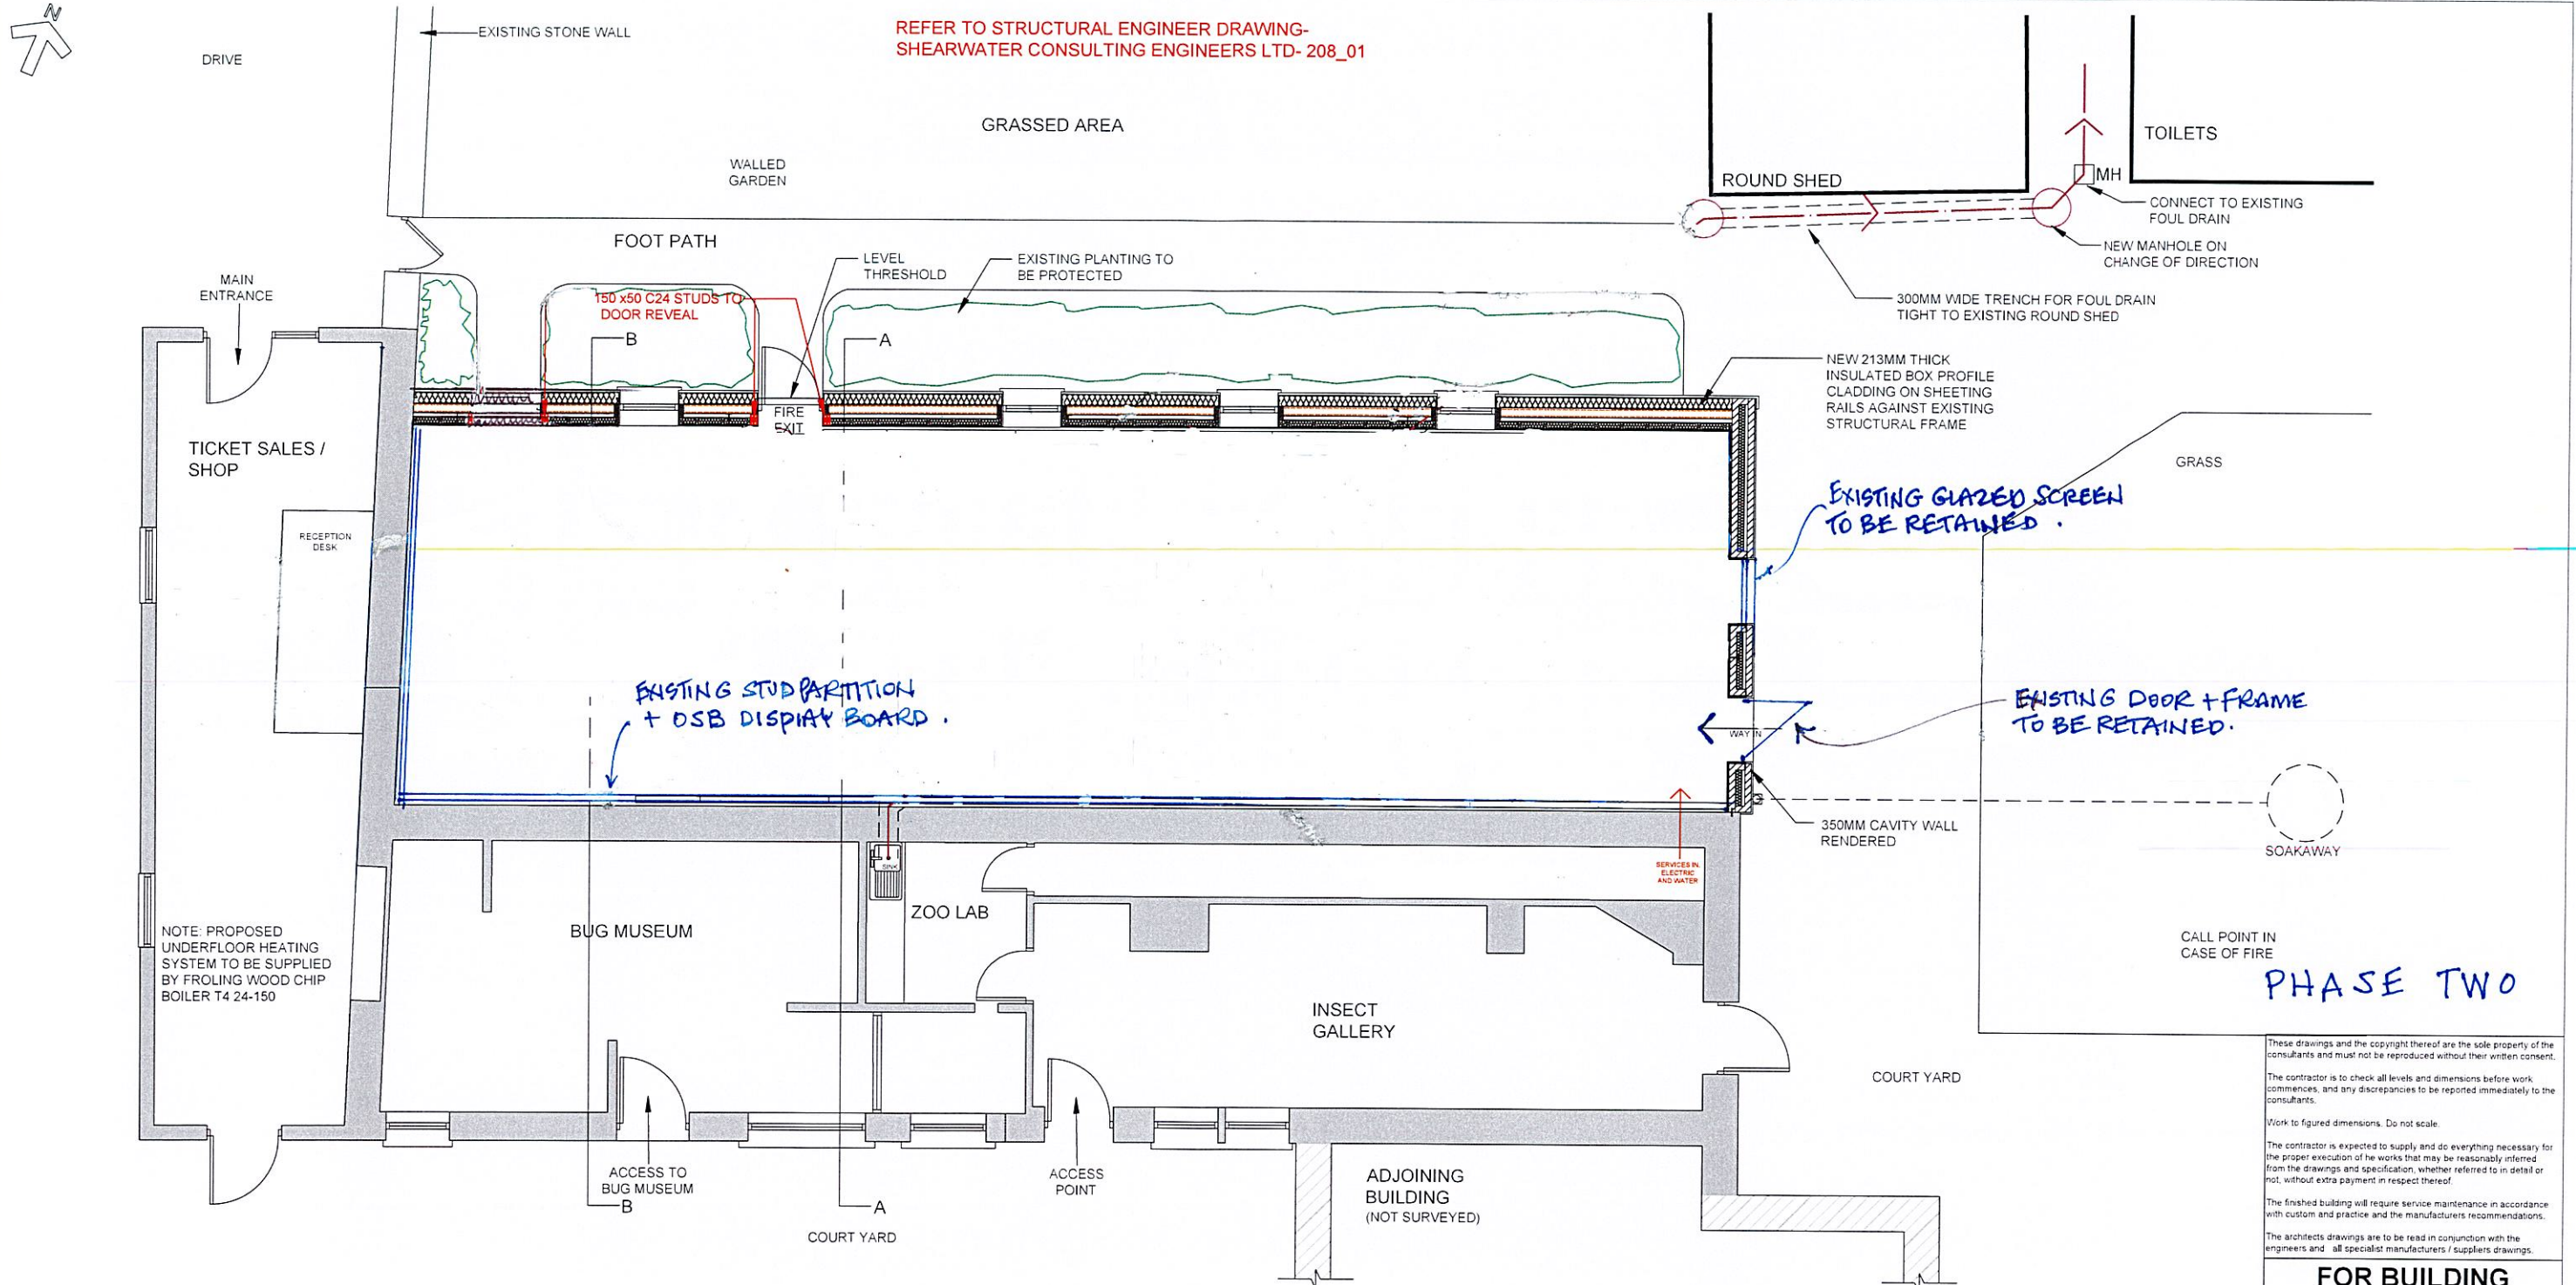 N
DRIVE
EXISTING STONE WALL
REFER TO STRUCTURAL ENGINEER DRAWING-
SHEARWATER CONSULTING ENGINEERS LTD- 208_01
GRASSED AREA
WALLED
GARDEN
ROUND SHED
TOILETS
MH
CONNECT TO EXISTING
FOUL DRAIN
NEW MANHOLE ON
CHANGE OF DIRECTION
300MM WIDE TRENCH FOR FOUL DRAIN
TIGHT TO EXISTING ROUND SHED
FOOT PATH
LEVEL
THRESHOLD
EXISTING PLANTING TO
BE PROTECTED
MAIN
ENTRANCE
150 x50 C24 STUDS TO
DOOR REVEAL
B
A
NEW 213MM THICK
INSULATED BOX PROFILE
CLADDING ON SHEETING
RAILS AGAINST EXISTING
STRUCTURAL FRAME
FIRE
EXIT
TICKET SALES /
SHOP
GRASS
EXISTING GLAZED SCREEN
TO BE RETAINED.
RECEPTION
DESK
EXISTING STUD PARTITION
+ OSB DISPLAY BOARD.
EXISTING DOOR + FRAME
TO BE RETAINED.
WAY IN
350MM CAVITY WALL
RENDERED
SOAKAWAY
SINK
SERVICES IN.
ELECTRIC
AND WATER
ZOO LAB
BUG MUSEUM
NOTE: PROPOSED
UNDERFLOOR HEATING
SYSTEM TO BE SUPPLIED
BY FROLING WOOD CHIP
BOILER T4 24-150
CALL POINT IN
CASE OF FIRE
PHASE TWO
INSECT
GALLERY
COURT YARD
ACCESS TO
BUG MUSEUM
B
A
ACCESS
POINT
ADJOINING
BUILDING
(NOT SURVEYED)
COURT YARD
These drawings and the copyright thereof are the sole property of the
consultants and must not be reproduced without their written consent.
The contractor is to check all levels and dimensions before work
commences, and any discrepancies to be reported immediately to the
consultants.
Work to figured dimensions. Do not scale.
The contractor is expected to supply and do everything necessary for
the proper execution of he works that may be reasonably inferred
from the drawings and specification, whether referred to in detail or
not, without extra payment in respect thereof.
The finished building will require service maintenance in accordance
with custom and practice and the manufacturers recommendations.
The architects drawings are to be read in conjunction with the
engineers and all specialist manufacturers / suppliers drawings.
FOR BUILDING